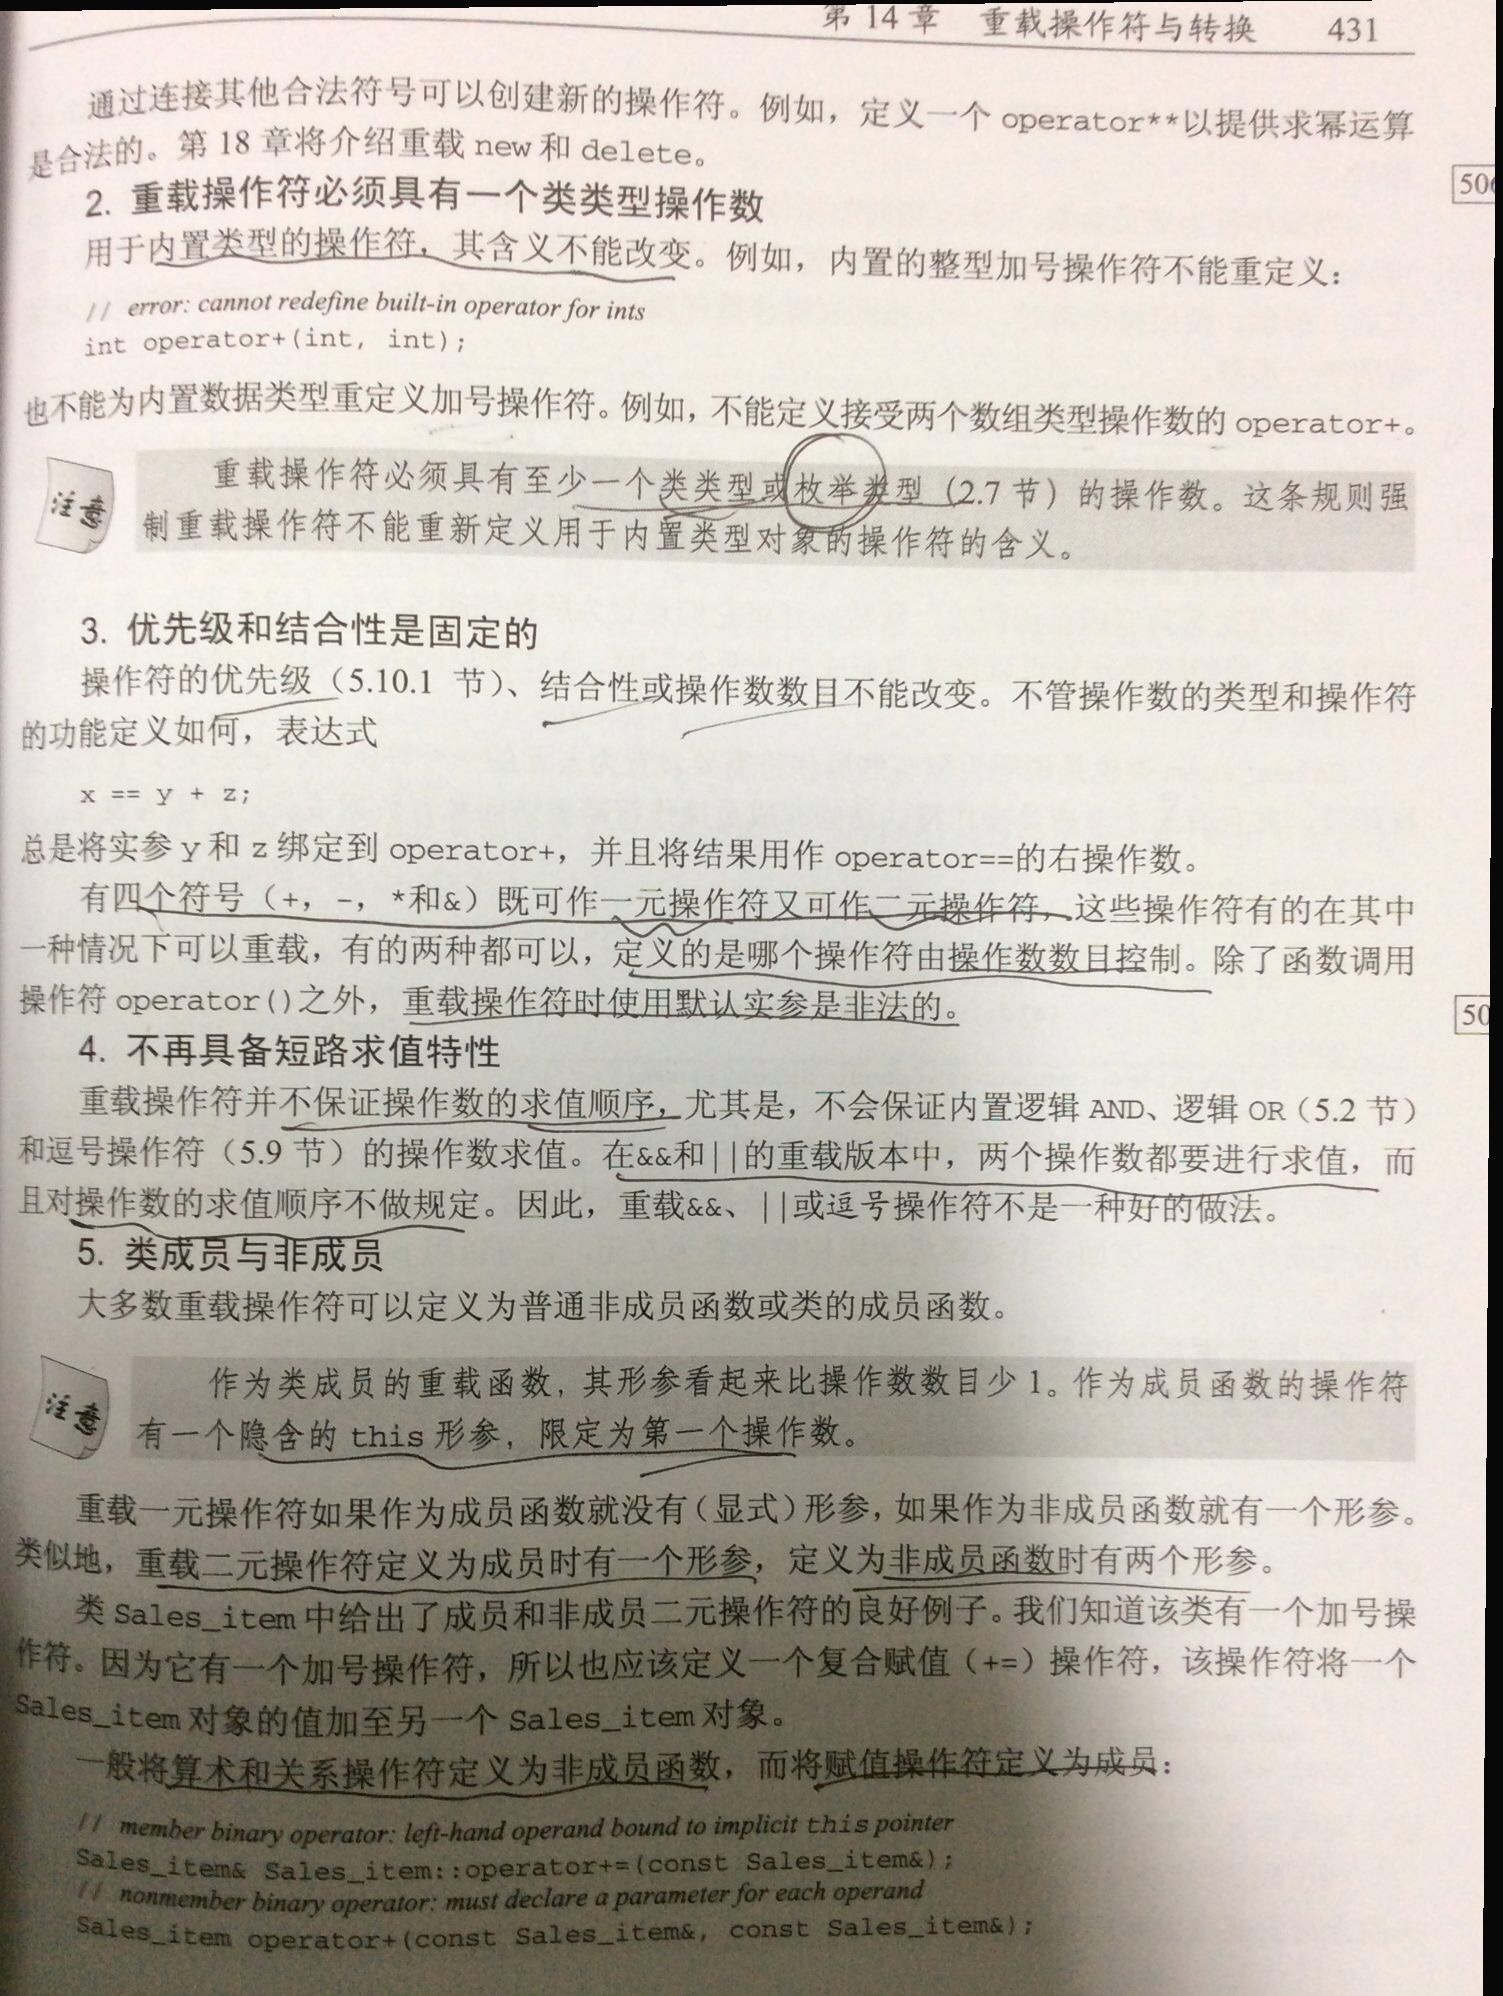 第 14 章 重载操作符与转换 431
通过连接其他合法符号可以创建新的操作符。例如，定义一个 operator**以提供求幂运算
是合法的。第 18 章将介绍重载 new 和 delete。
2. 重载操作符必须具有一个类类型操作数
用于内置类型的操作符，其含义不能改变。例如，内置的整型加号操作符不能重定义：
// error: cannot redefine built-in operator for ints
int operator+(int, int);
也不能为内置数据类型重定义加号操作符。例如，不能定义接受两个数组类型操作数的 operator+。
注意
重载操作符必须具有至少一个类类型或枚举类型（2.7 节）的操作数。这条规则强
制重载操作符不能重新定义用于内置类型对象的操作符的含义。
3. 优先级和结合性是固定的
操作符的优先级（5.10.1 节）、结合性或操作数数目不能改变。不管操作数的类型和操作符
的功能定义如何，表达式
x == y + z;
总是将实参 y 和 z 绑定到 operator+，并且将结果用作 operator==的右操作数。
有四个符号（+，-，*和&）既可作一元操作符又可作二元操作符，这些操作符有的在其中
一种情况下可以重载，有的两种都可以，定义的是哪个操作符由操作数数目控制。除了函数调用
操作符 operator()之外，重载操作符时使用默认实参是非法的。
50
4. 不再具备短路求值特性
重载操作符并不保证操作数的求值顺序，尤其是，不会保证内置逻辑 AND、逻辑 OR（5.2 节）
和逗号操作符（5.9 节）的操作数求值。在&&和||的重载版本中，两个操作数都要进行求值，而
且对操作数的求值顺序不做规定。因此，重载&&、||或逗号操作符不是一种好的做法。
5. 类成员与非成员
大多数重载操作符可以定义为普通非成员函数或类的成员函数。
注意
作为类成员的重载函数，其形参看起来比操作数数目少 1。作为成员函数的操作符
有一个隐含的 this 形参，限定为第一个操作数。
重载一元操作符如果作为成员函数就没有（显式）形参，如果作为非成员函数就有一个形参。
类似地，重载二元操作符定义为成员时有一个形参，定义为非成员函数时有两个形参。
类 Sales_item 中给出了成员和非成员二元操作符的良好例子。我们知道该类有一个加号操
作符。因为它有一个加号操作符，所以也应该定义一个复合赋值（+=）操作符，该操作符将一个
Sales_item 对象的值加至另一个 Sales_item 对象。
一般将算术和关系操作符定义为非成员函数，而将赋值操作符定义为成员：
// member binary operator: left-hand operand bound to implicit this pointer
Sales_item& Sales_item::operator+=(const Sales_item&);
// nonmember binary operator: must declare a parameter for each operand
Sales_item operator+(const Sales_item&, const Sales_item&);